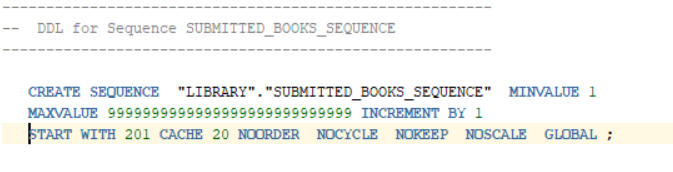 --------------------------------------------------------
--  DDL for Sequence SUBMITTED_BOOKS_SEQUENCE
--------------------------------------------------------
CREATE SEQUENCE  "LIBRARY"."SUBMITTED_BOOKS_SEQUENCE"  MINVALUE 1
MAXVALUE 9999999999999999999999999999 INCREMENT BY 1
START WITH 201 CACHE 20 NOORDER  NOCYCLE  NOKEEP  NOSCALE  GLOBAL ;